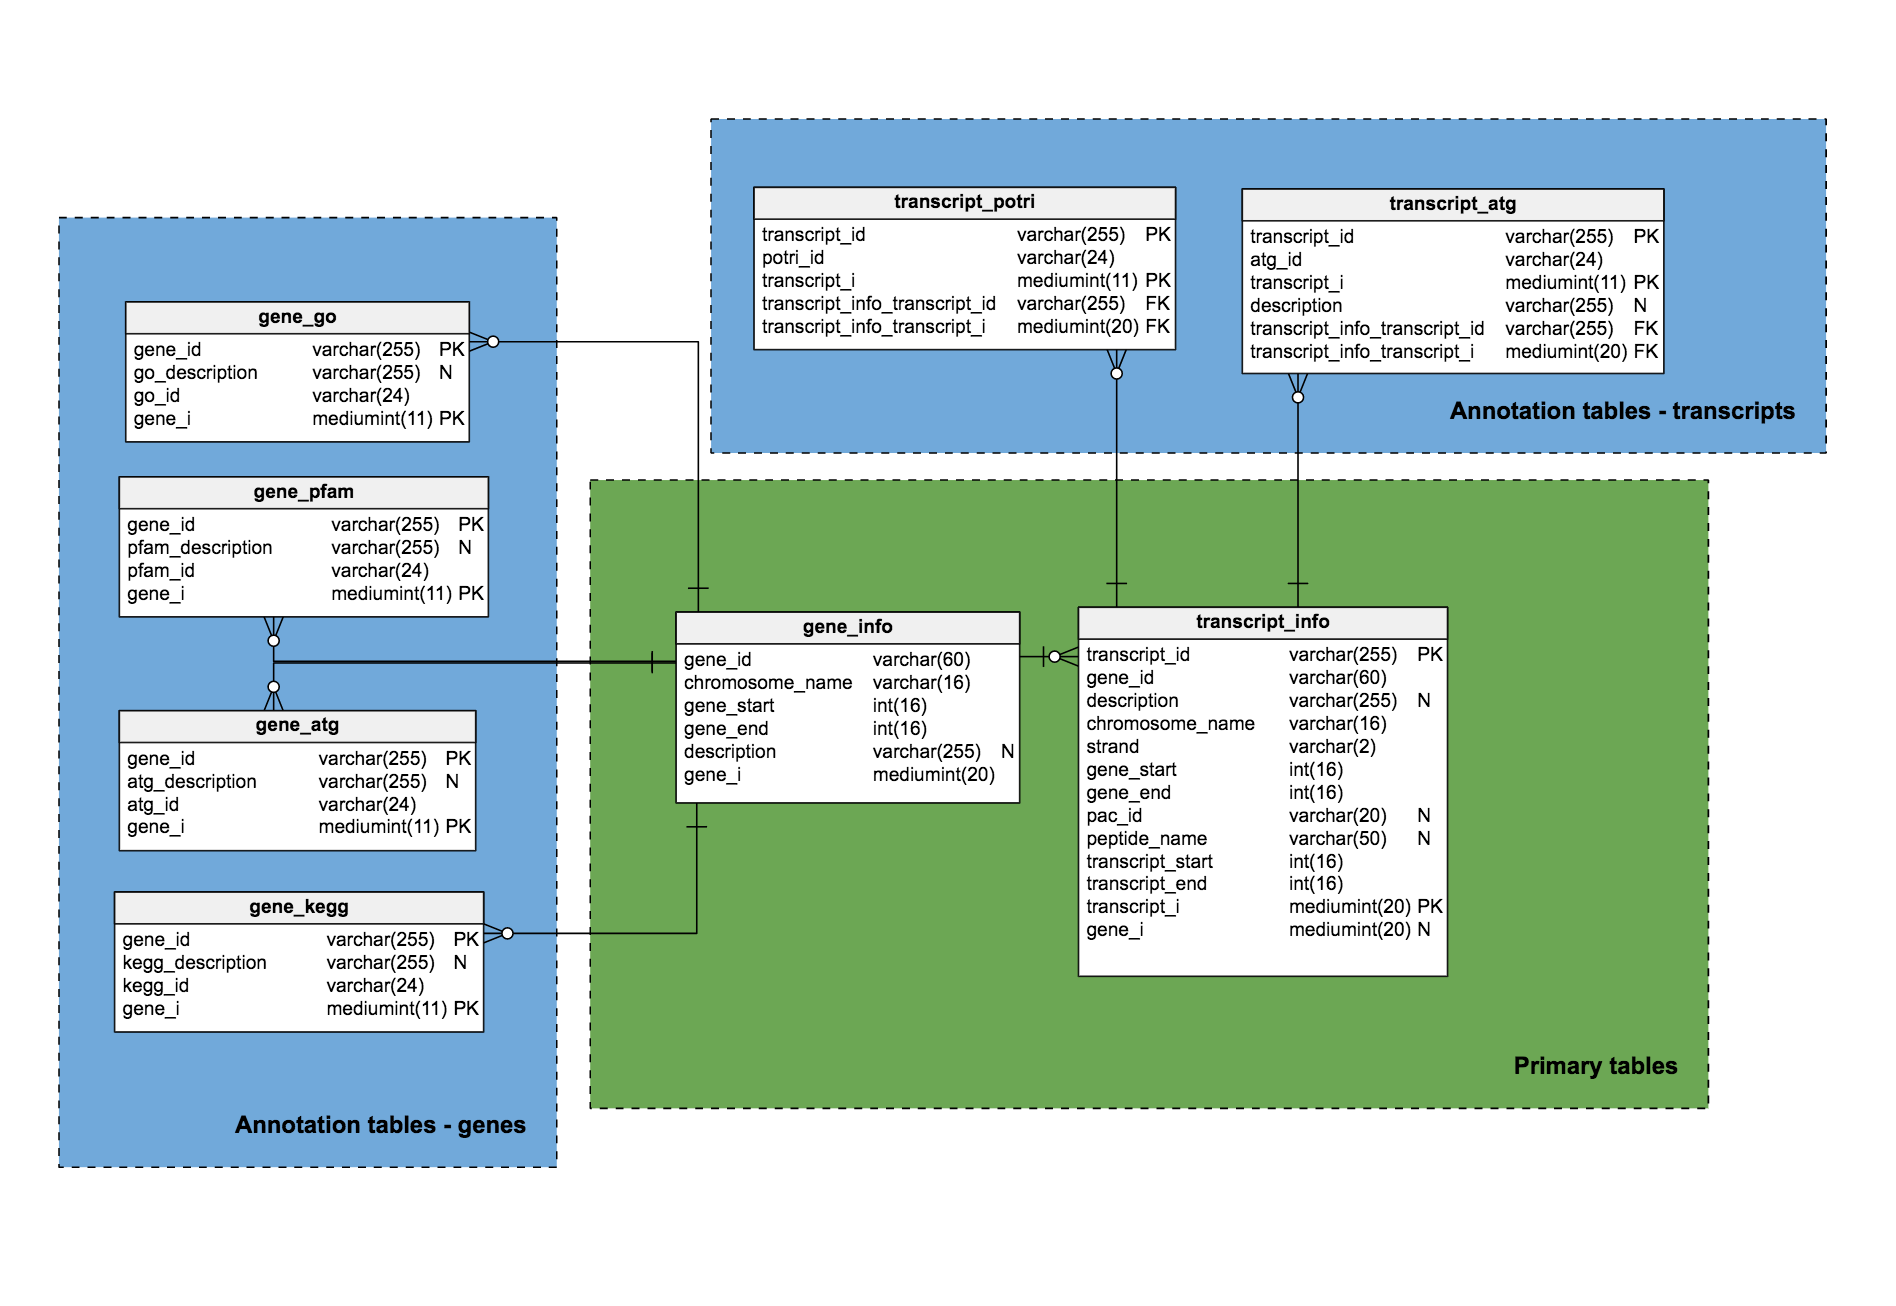 transcript_potri
transcript_id varchar(255) PK
potri_id varchar(24)
transcript_i mediumint(11) PK
transcript_info_transcript_id varchar(255) FK
transcript_info_transcript_i mediumint(20) FK
transcript_atg
transcript_id varchar(255) PK
atg_id varchar(24)
transcript_i mediumint(11) PK
description varchar(255) N
transcript_info_transcript_id varchar(255) FK
transcript_info_transcript_i mediumint(20) FK
Annotation tables - transcripts
gene_go
gene_id varchar(255) PK
go_description varchar(255) N
go_id varchar(24)
gene_i mediumint(11) PK
gene_pfam
gene_id varchar(255) PK
pfam_description varchar(255) N
pfam_id varchar(24)
gene_i mediumint(11) PK
gene_atg
gene_id varchar(255) PK
atg_description varchar(255) N
atg_id varchar(24)
gene_i mediumint(11) PK
gene_kegg
gene_id varchar(255) PK
kegg_description varchar(255) N
kegg_id varchar(24)
gene_i mediumint(11) PK
Annotation tables - genes
gene_info
gene_id varchar(60)
chromosome_name varchar(16)
gene_start int(16)
gene_end int(16)
description varchar(255) N
gene_i mediumint(20)
transcript_info
transcript_id varchar(255) PK
gene_id varchar(60)
description varchar(255) N
chromosome_name varchar(16)
strand varchar(2)
gene_start int(16)
gene_end int(16)
pac_id varchar(20) N
peptide_name varchar(50) N
transcript_start int(16)
transcript_end int(16)
transcript_i mediumint(20) PK
gene_i mediumint(20) N
Primary tables